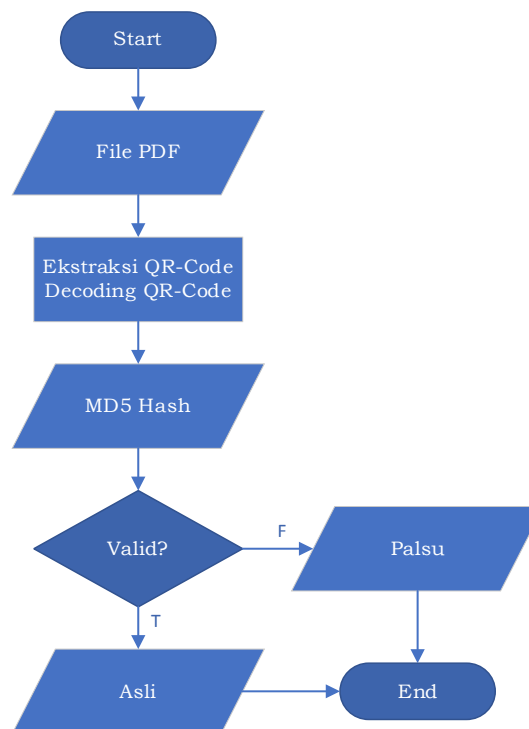 Start
File PDF
Ekstraksi QR-Code
Decoding QR-Code
MD5 Hash
Valid?
F
Palsu
T
Asli
End